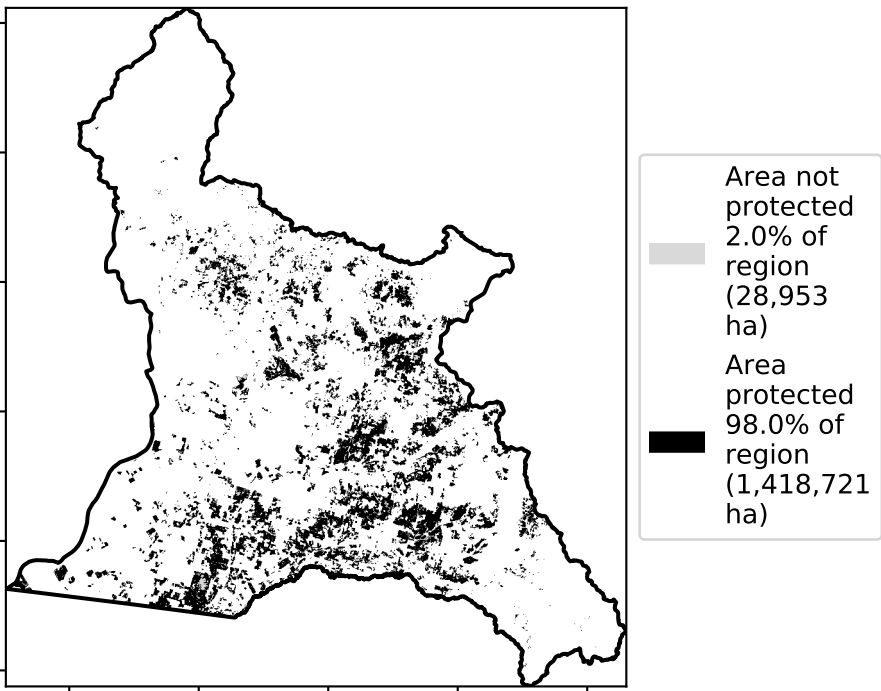 Area not
protected
2.0% of
region
(28,953
ha)
Area
protected
98.0% of
region
(1,418,721
ha)